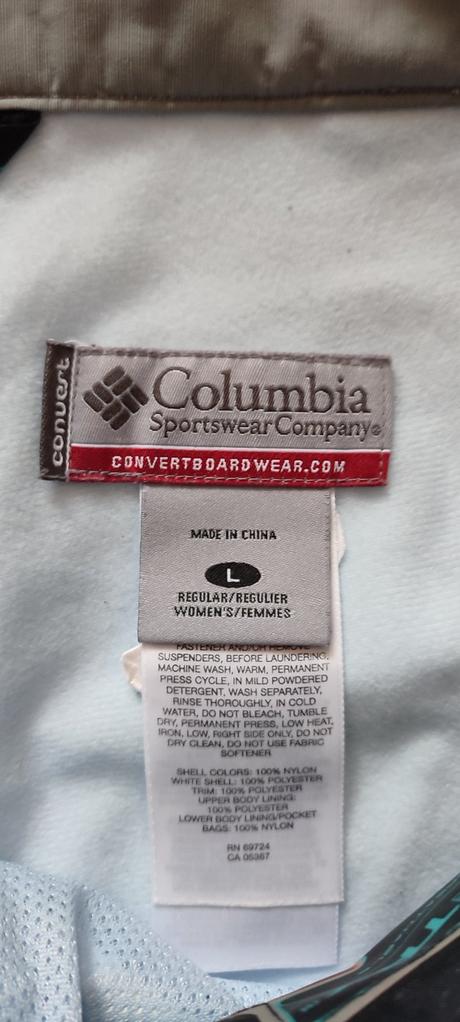 convert
Columbia
Sportswear Company®
CONVERTBOARDWEAR.COM
MADE IN CHINA
L
REGULAR/REGULIER
WOMEN'S/FEMMES
FASTENER AND/OR REMOVE
SUSPENDERS, BEFORE LAUNDERING,
MACHINE WASH, WARM, PERMANENT
PRESS CYCLE, IN MILD POWDERED
DETERGENT, WASH SEPARATELY,
RINSE THOROUGHLY, IN COLD
WATER, DO NOT BLEACH, TUMBLE
DRY, PERMANENT PRESS, LOW HEAT,
IRON, LOW, RIGHT SIDE ONLY, DO NOT
DRY CLEAN, DO NOT USE FABRIC
SOFTENER
SHELL COLORS: 100% NYLON
WHITE SHELL: 100% POLYESTER
TRIM: 100% POLYESTER
UPPER BODY LINING:
100% POLYESTER
LOWER BODY LINING/POCKET
BAGS: 100% NYLON
RN 69724
CA 05367